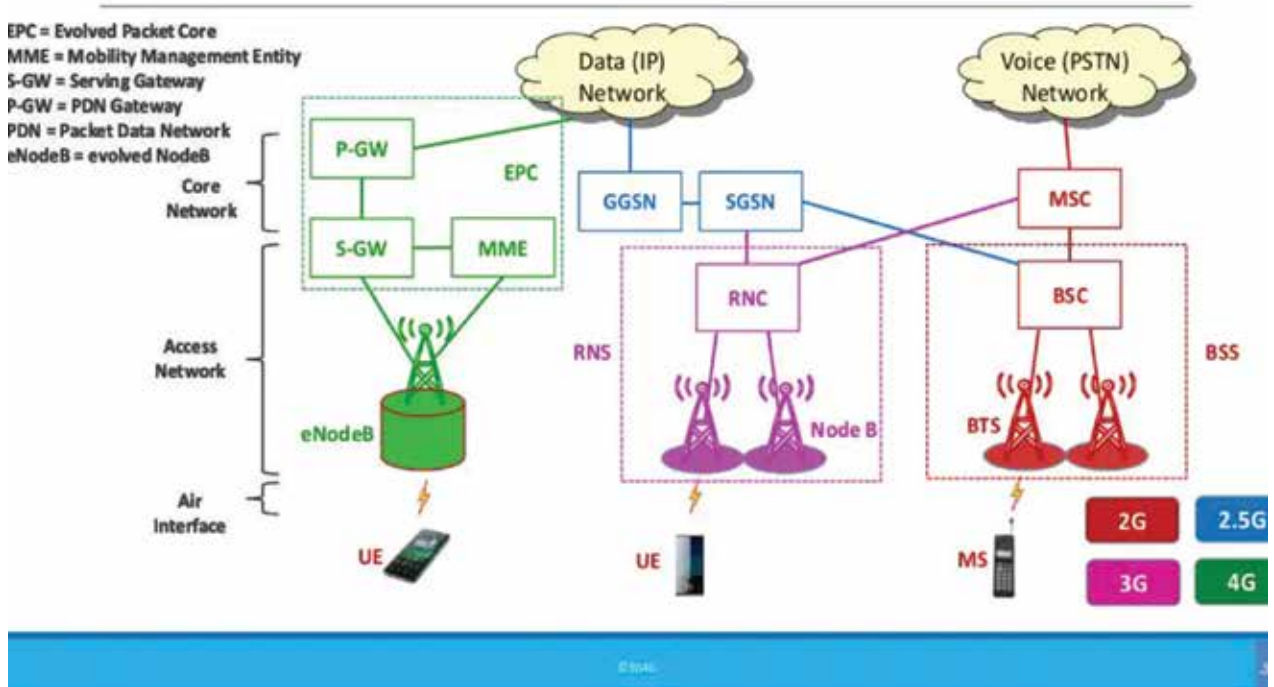 EPC = Evolved Packet Core
MME = Mobility Management Entity
S-GW = Serving Gateway
P-GW = PDN Gateway
PDN = Packet Data Network
eNodeB = evolved NodeB
Data (IP)
Network
Voice (PSTN)
Network
Core
Network
P-GW
EPC
S-GW
MME
GGSN
SGSN
MSC
Access
Network
eNodeB
RNS
RNC
Node B
BSC
BSS
BTS
Air
Interface
UE
UE
MS
2G
2.5G
3G
4G